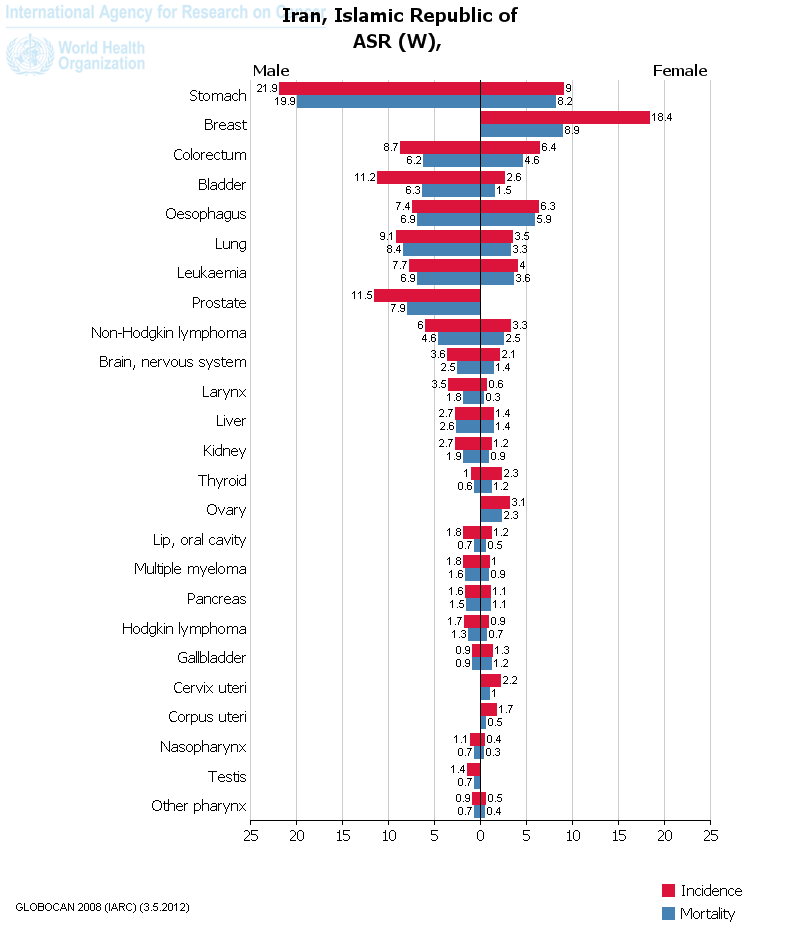 International Agency for Research on Cancer
Iran, Islamic Republic of
ASR (W),
World Health
Organization
Male
Female
Stomach 21.9 9
19.9 8.2
Breast 18.4
8.9
Colorectum 8.7 6.4
6.2 4.6
Bladder 11.2 2.6
6.3 1.5
Oesophagus 7.4 6.3
6.9 5.9
Lung 9.1 3.5
8.4 3.3
Leukaemia 7.7 4
6.9 3.6
Prostate 11.5
7.9
Non-Hodgkin lymphoma 6 3.3
4.6 2.5
Brain, nervous system 3.6 2.1
2.5 1.4
Larynx 3.5 0.6
1.8 0.3
Liver 2.7 1.4
2.6 1.4
Kidney 2.7 1.2
1.9 0.9
Thyroid 1 2.3
0.6 1.2
Ovary 3.1
2.3
Lip, oral cavity 1.8 1.2
0.7 0.5
Multiple myeloma 1.8 1
1.6 0.9
Pancreas 1.6 1.1
1.5 1.1
Hodgkin lymphoma 1.7 0.9
1.3 0.7
Gallbladder 0.9 1.3
0.9 1.2
Cervix uteri 2.2
1
Corpus uteri 1.7
0.5
Nasopharynx 1.1 0.4
0.7 0.3
Testis 1.4
0.7
Other pharynx 0.9 0.5
0.7 0.4
25 20 15 10 5 0 5 10 15 20 25
Incidence
Mortality
GLOBOCAN 2008 (IARC) (3.5.2012)